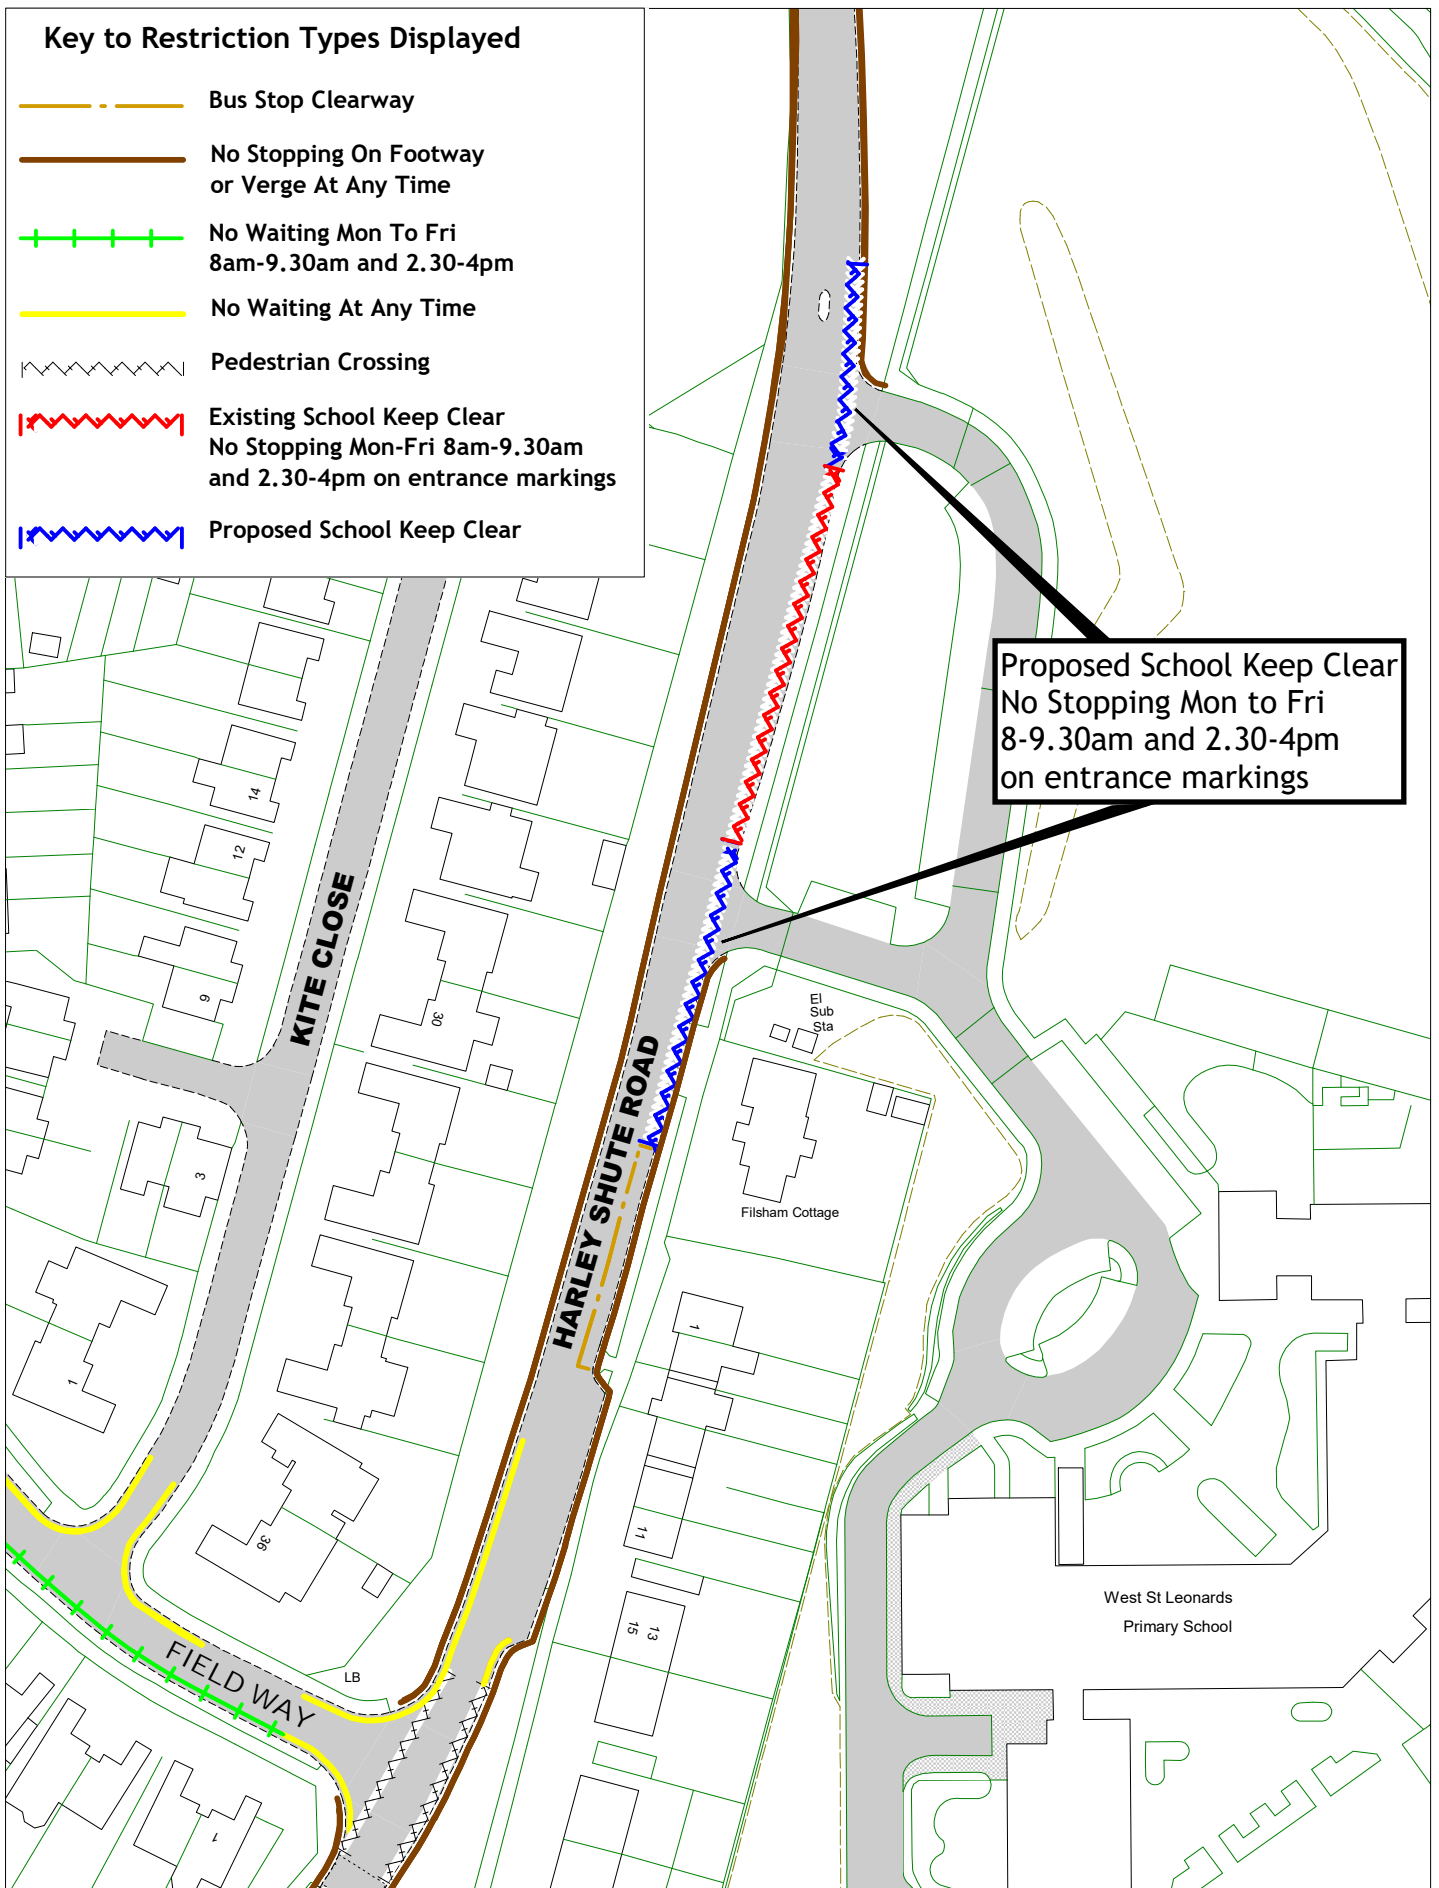 Key to Restriction Types Displayed
Bus Stop Clearway
No Stopping On Footway
or Verge At Any Time
No Waiting Mon To Fri
8am-9.30am and 2.30-4pm
No Waiting At Any Time
Pedestrian Crossing
Existing School Keep Clear
No Stopping Mon-Fri 8am-9.30am
and 2.30-4pm on entrance markings
Proposed School Keep Clear
Proposed School Keep Clear
No Stopping Mon to Fri
8-9.30am and 2.30-4pm
on entrance markings
14
12
KITE CLOSE
9
30
El
Sub
Sta
HARLEY SHUTE ROAD
3
Filsham Cottage
1
1
11
36
13
15
West St Leonards
Primary School
FIELD WAY
LB
1